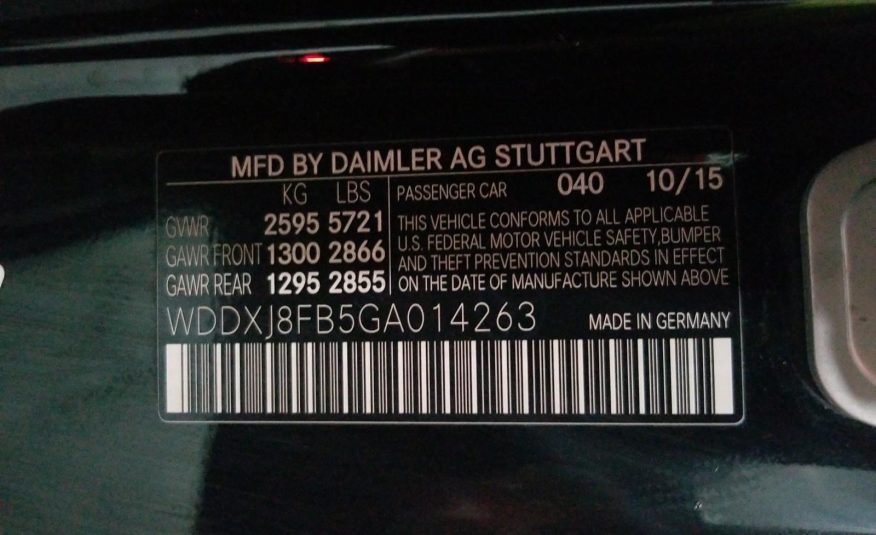 MFD BY DAIMLER AG STUTTGART
KG LBS
GVWR 2595 5721
GAWR FRONT 1300 2866
GAWR REAR 1295 2855
PASSENGER CAR 040 10/15
THIS VEHICLE CONFORMS TO ALL APPLICABLE
U.S. FEDERAL MOTOR VEHICLE SAFETY,BUMPER
AND THEFT PREVENTION STANDARDS IN EFFECT
ON THE DATE OF MANUFACTURE SHOWN ABOVE
WDDXJ8FB5GA014263
MADE IN GERMANY